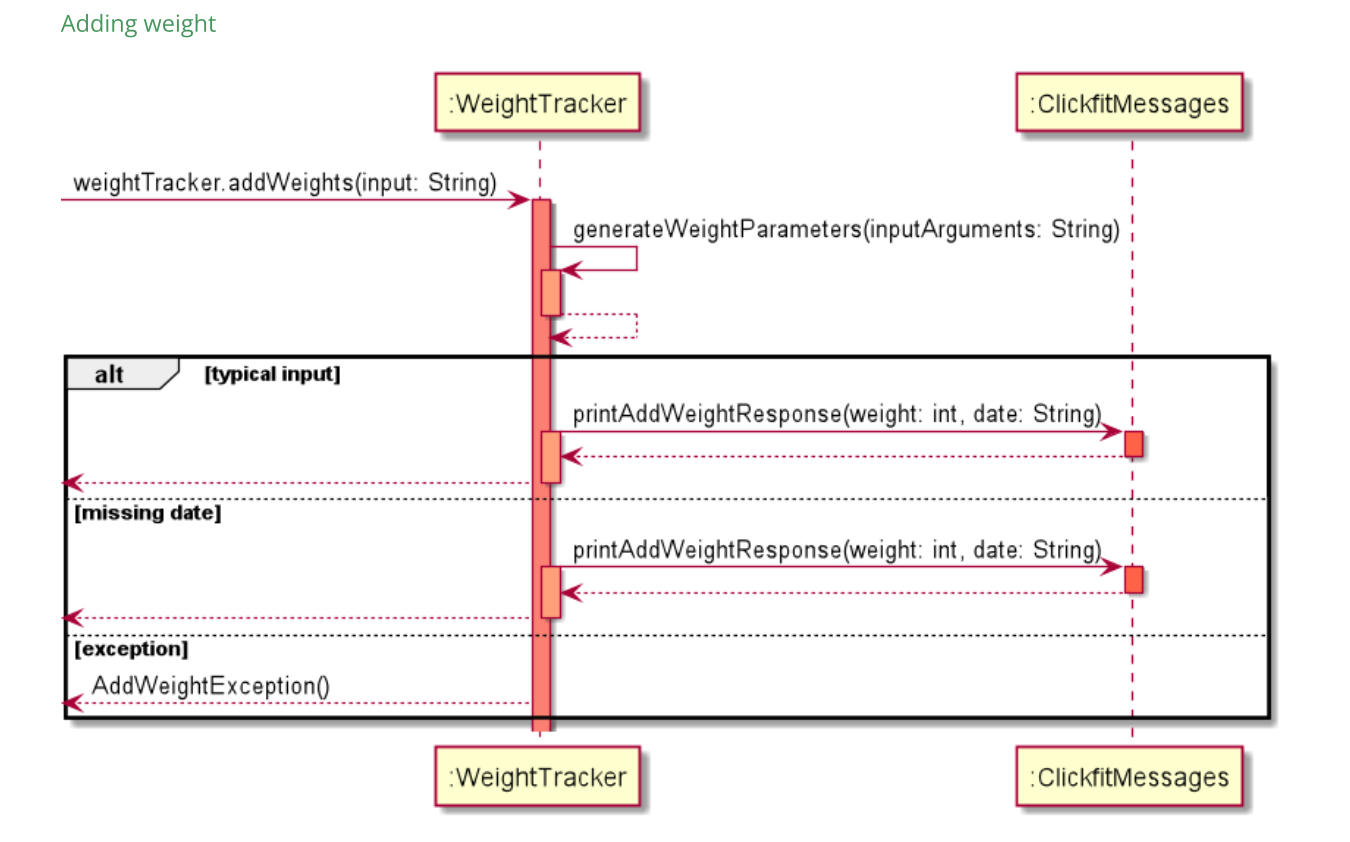 Adding weight
:WeightTracker
:ClickfitMessages
weightTracker.addWeights(input: String)
generateWeightParameters(inputArguments: String)
alt
[typical input]
printAddWeightResponse(weight: int, date: String)
[missing date]
printAddWeightResponse(weight: int, date: String)
[exception]
AddWeightException()
:WeightTracker
:ClickfitMessages